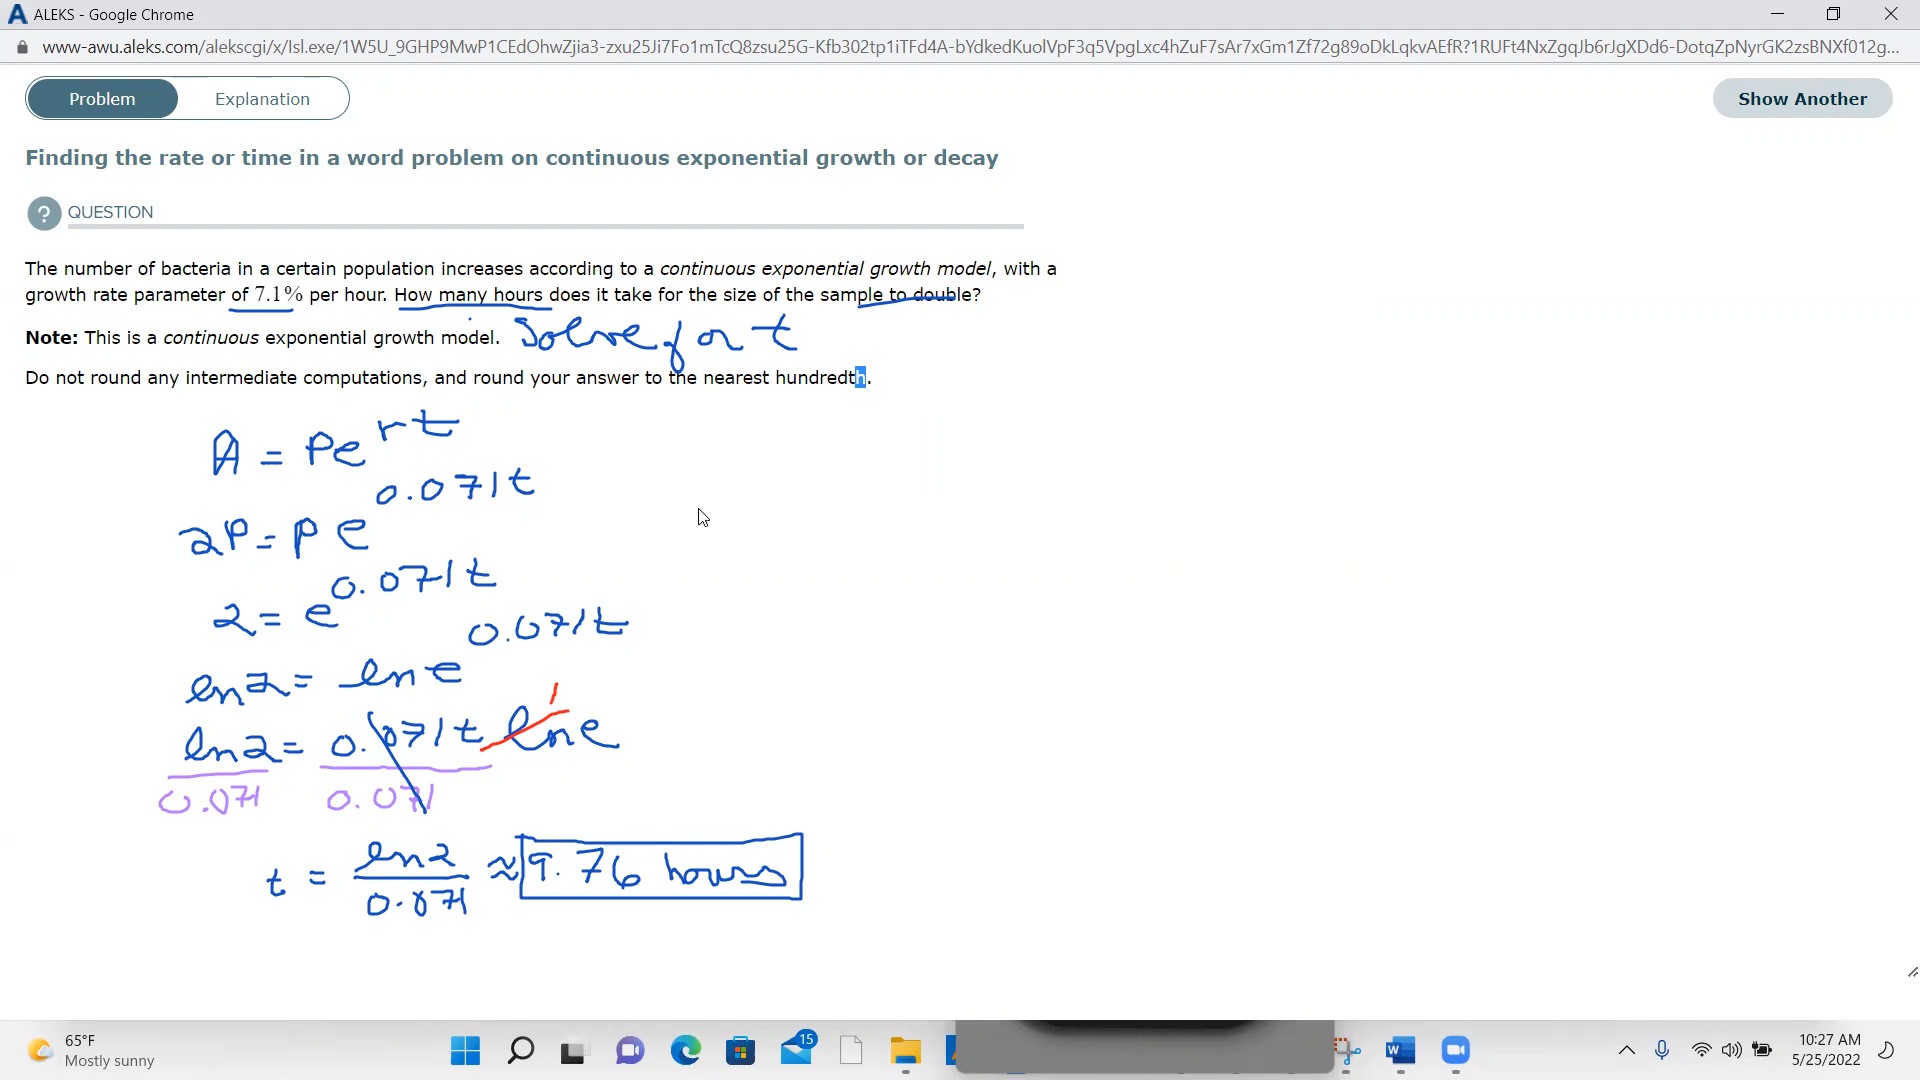 ALEKS - Google Chrome
www-awu.aleks.com/alekscgi/x/Isl.exe/1W5U_9GHP9MwP1CEdOhwZjia3-zxu25Ji7Fo1mTcQ8zsu25G-Kfb302tp1iTFd4A-bYdkedKuolVpF3q5VpgLxc4hZuF7sAr7xGm1Zf72g89oDkLqkvAEfR?1RUFt4NxZgqJb6rJgXDd6-DotqZpNyrGK2zsBNXf012g...
Problem Explanation Show Another
Finding the rate or time in a word problem on continuous exponential growth or decay
? QUESTION
The number of bacteria in a certain population increases according to a continuous exponential growth model, with a
growth rate parameter of 7.1% per hour. How many hours does it take for the size of the sample to double?
Note: This is a continuous exponential growth model. Solve for t
Do not round any intermediate computations, and round your answer to the nearest hundredth.
A = Pe^rt
2P = Pe^0.071t
2 = e^0.071t
ln2 = ln e^0.071t
ln2 = 0.071t ln e 1
0.071 0.071
t = ln2/0.071 ≈ 9.76 hours
65°F
Mostly sunny
15
10:27 AM
5/25/2022